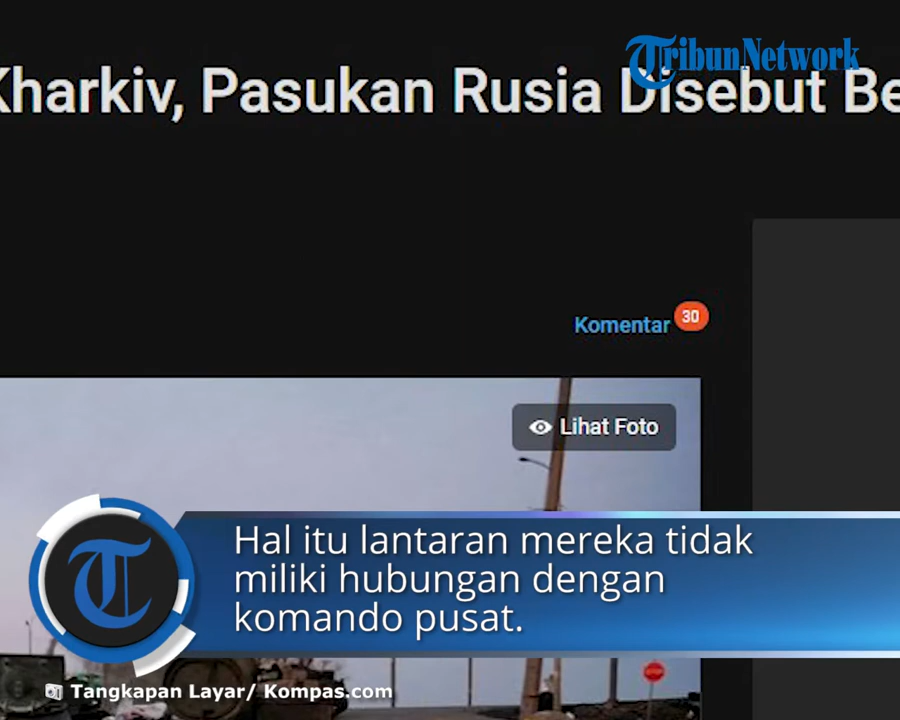 TribunNetwork
Kharkiv, Pasukan Rusia Disebut Be
Komentar 30
Lihat Foto
Hal itu lantaran mereka tidak
miliki hubungan dengan
komando pusat.
T
Tangkapan Layar/ Kompas.com